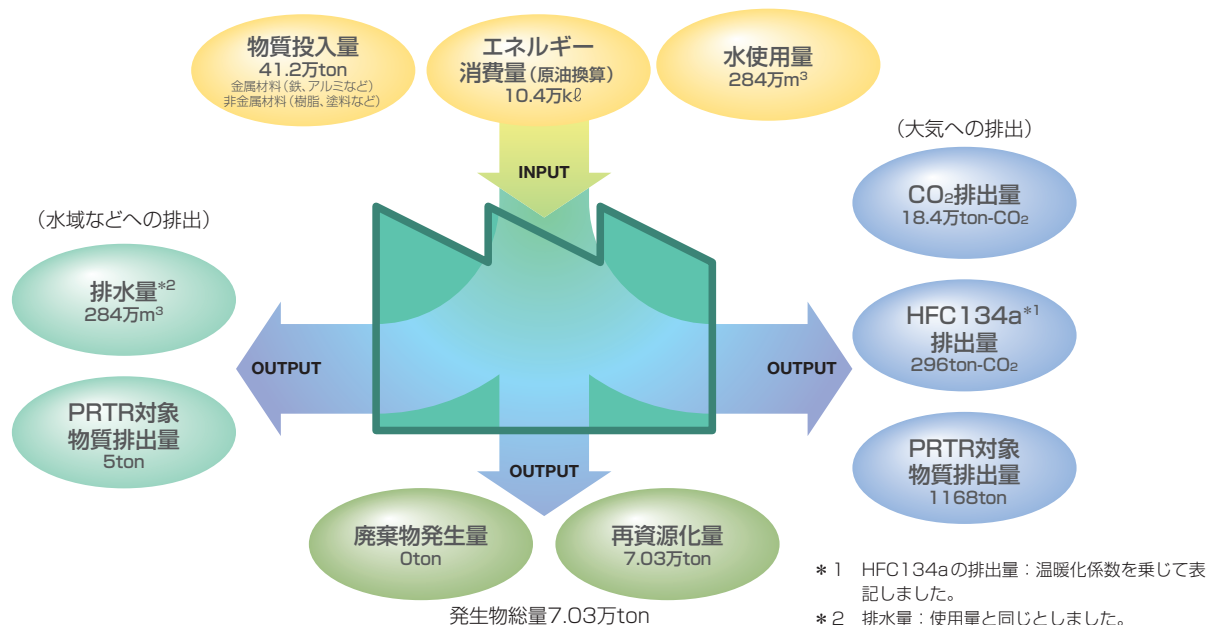 物質投入量
41.2万ton
金属材料（鉄、アルミなど）
非金属材料（樹脂、塗料など）
エネルギー
消費量（原油換算）
10.4万kℓ
水使用量
284万m³
INPUT
（水域などへの排出）
排水量*2
284万m³
PRTR対象
物質排出量
5ton
OUTPUT
（大気への排出）
CO₂排出量
18.4万ton-CO₂
HFC134a*1
排出量
296ton-CO₂
PRTR対象
物質排出量
1168ton
OUTPUT
OUTPUT
廃棄物発生量
0ton
再資源化量
7.03万ton
発生物総量7.03万ton
＊1　HFC134aの排出量：温暖化係数を乗じて表
記しました。
＊2　排水量：使用量と同じとしました。